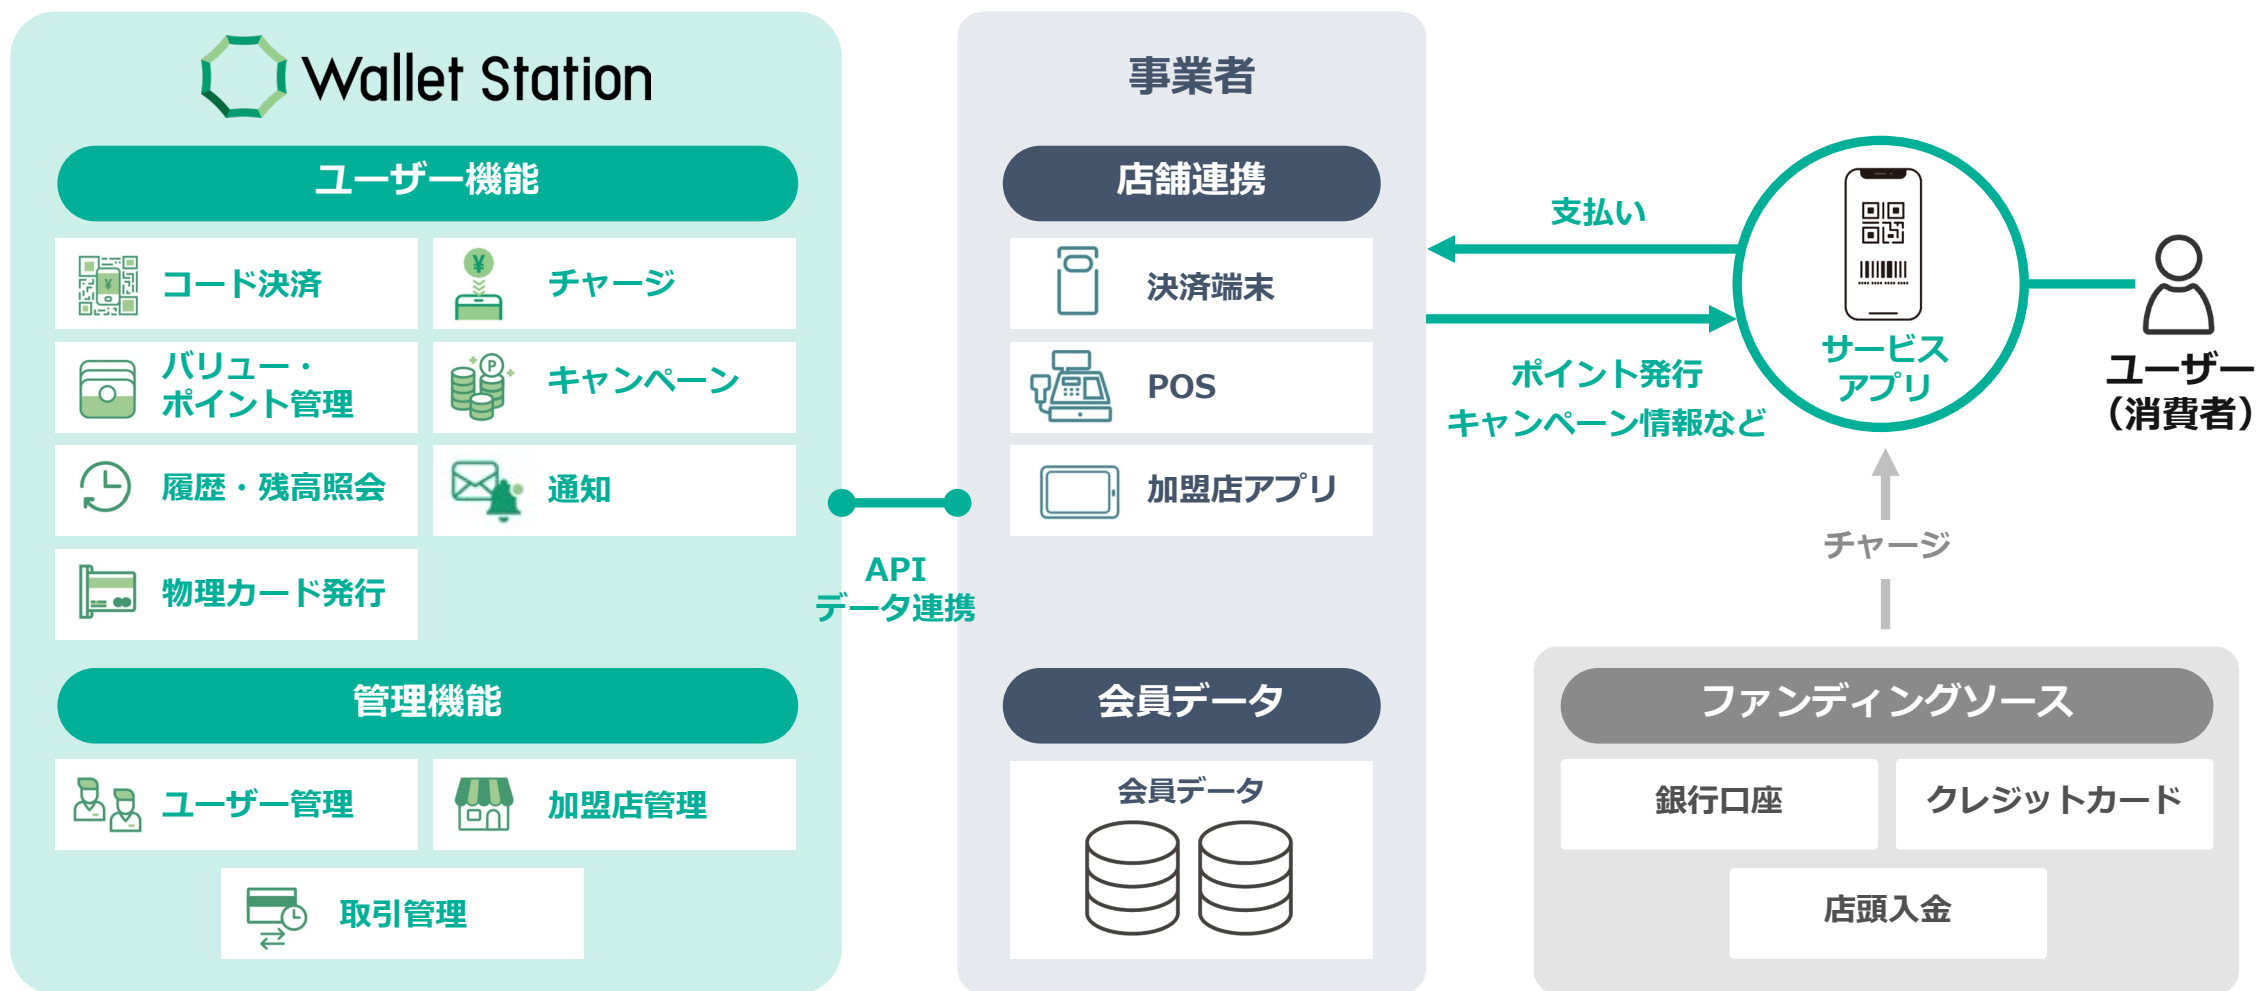 Wallet Station
ユーザー機能
コード決済
チャージ
バリュー・
ポイント管理
キャンペーン
履歴・残高照会
通知
物理カード発行
管理機能
ユーザー管理
加盟店管理
取引管理
API
データ連携
事業者
店舗連携
決済端末
POS
加盟店アプリ
会員データ
会員データ
支払い
ポイント発行
キャンペーン情報など
サービス
アプリ
ユーザー
（消費者）
チャージ
ファンディングソース
銀行口座
クレジットカード
店頭入金